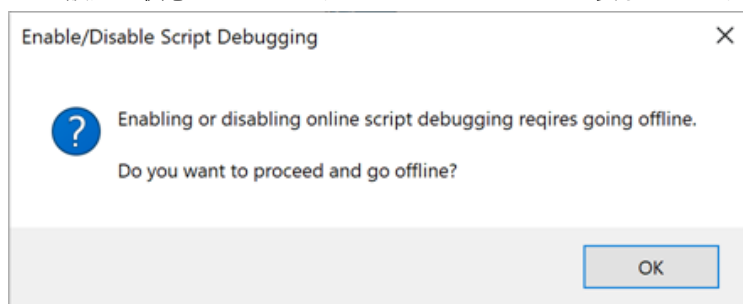 Enable/Disable Script Debugging
Enabling or disabling online script debugging reqires going offline.
Do you want to proceed and go offline?
OK